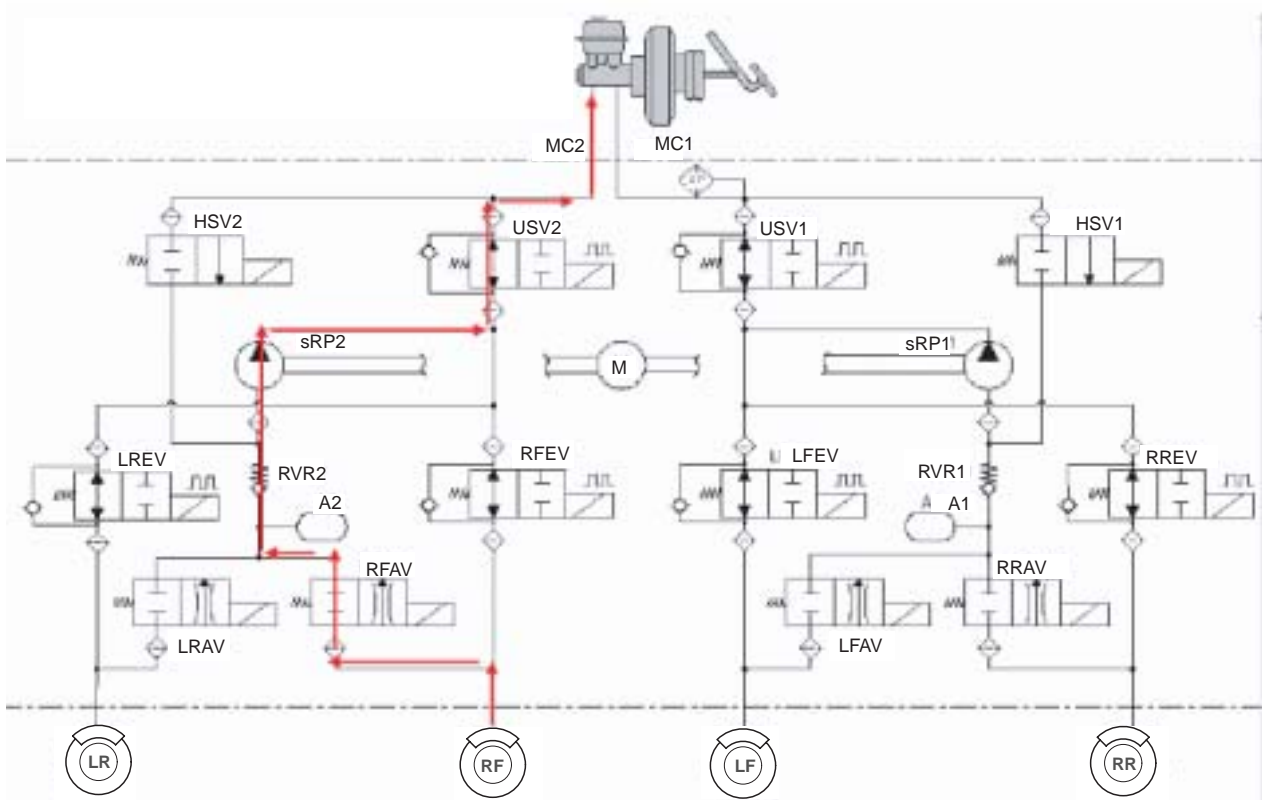 MC2
MC1
HSV2
USV2
USV1
HSV1
sRP2
M
sRP1
LREV
RVR2
RFEV
LFEV
RVR1
RREV
A2
A
A1
RFAV
RRAV
LRAV
LFAV
LR
RF
LF
RR